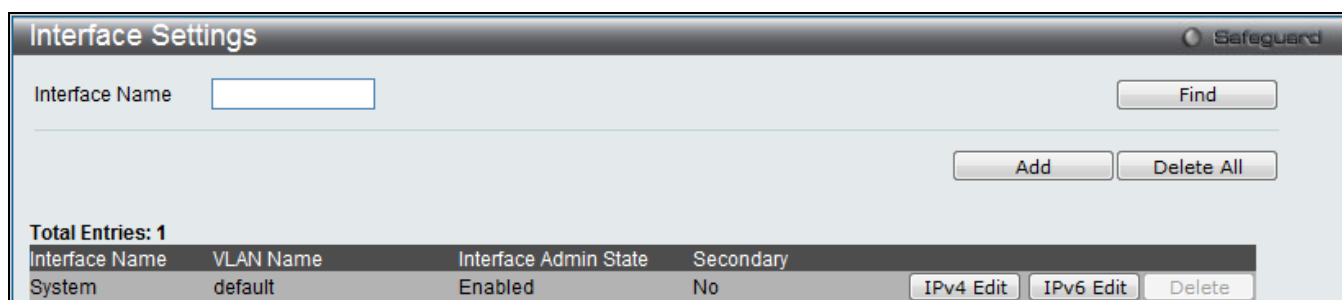 Interface Settings
Safeguard
Interface Name
Find
Add Delete All
Total Entries: 1
Interface Name VLAN Name Interface Admin State Secondary
System default Enabled No IPv4 Edit IPv6 Edit Delete